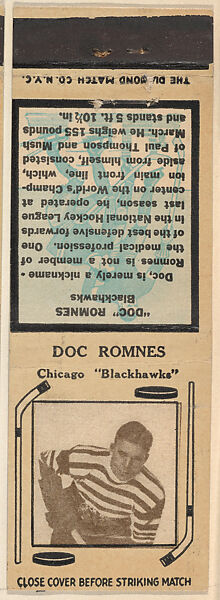 THE DIAMOND MATCH CO. N.Y.C.
"DOC" ROMNES
Blackhawks
Doc, is merely a nickname -
Romnes is not a member of
the medical profession. One
of the best defensive forwards
in the National Hockey League
last season, he operated at
center on the World's Champ-
ion main front line, which,
aside from himself, consisted
of Paul Thompson and Mush
March. He weighs 155 pounds
and stands 5 ft. 10½ in.
DOC ROMNES
Chicago "Blackhawks"
CLOSE COVER BEFORE STRIKING MATCH